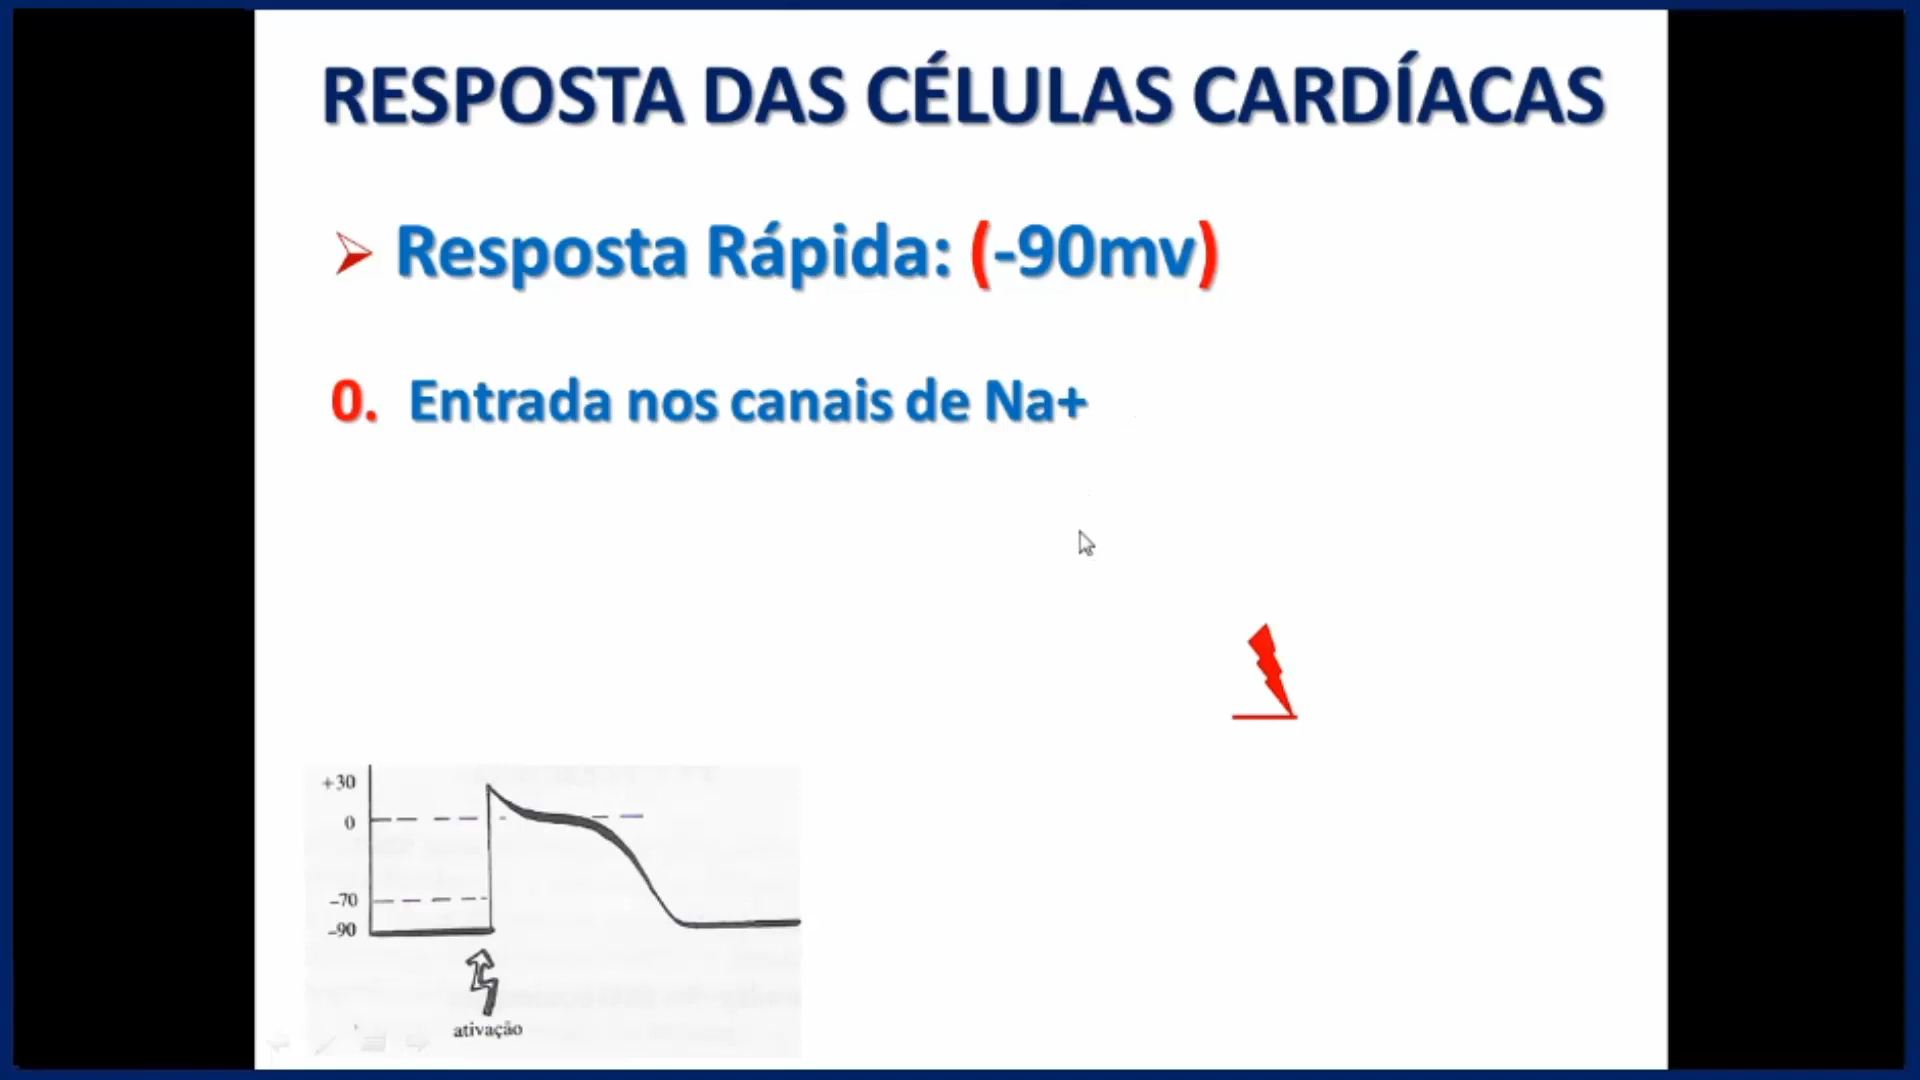 RESPOSTA DAS CÉLULAS CARDÍACAS
Resposta Rápida: (-90mv)
0. Entrada nos canais de Na+
+30
0
-70
-90
ativação